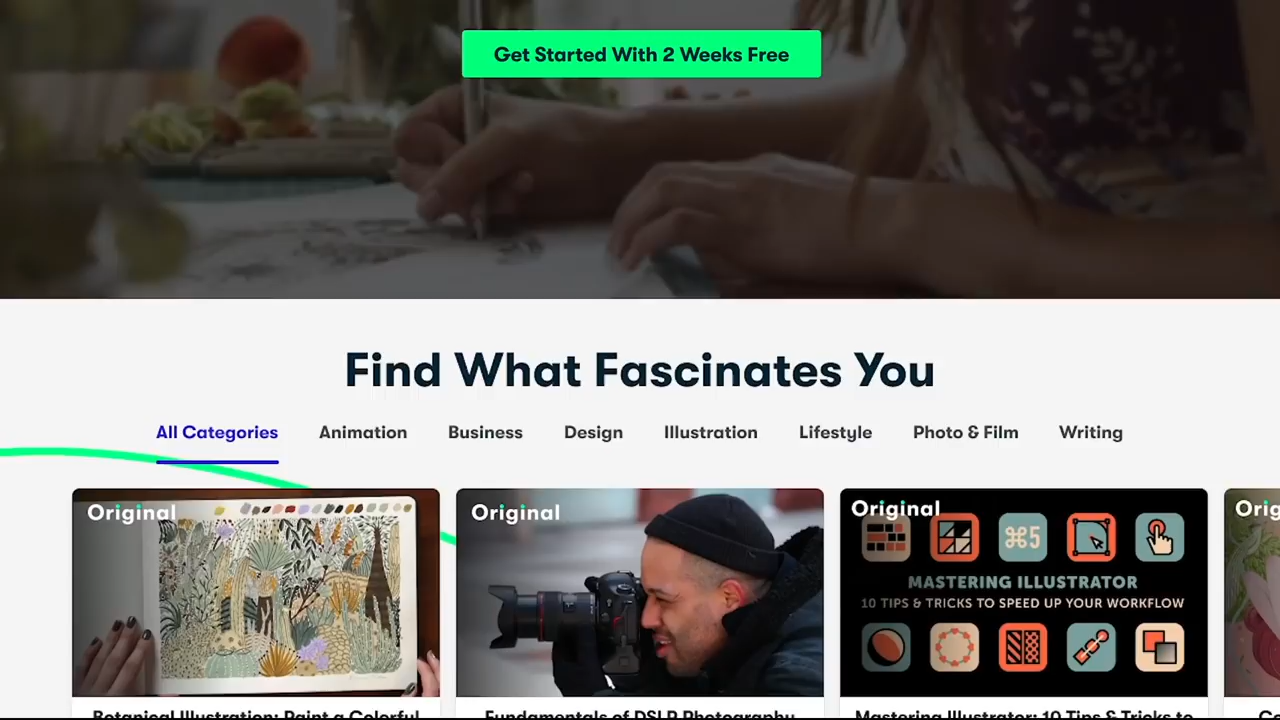 Get Started With 2 Weeks Free
Find What Fascinates You
All Categories Animation Business Design Illustration Lifestyle Photo & Film Writing
Original Original Original Orig
⌘5
MASTERING ILLUSTRATOR
10 TIPS & TRICKS TO SPEED UP YOUR WORKFLOW
Botanical Illustration: Paint a Colorful Fundamentals of DSLR Photography Mastering Illustrator: 10 Tips & Tricks to